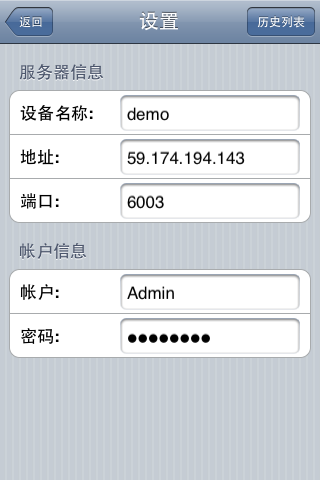 返回
设置
历史列表
服务器信息
设备名称: demo
地址: 59.174.194.143
端口: 6003
帐户信息
帐户: Admin
密码: ●●●●●●●●